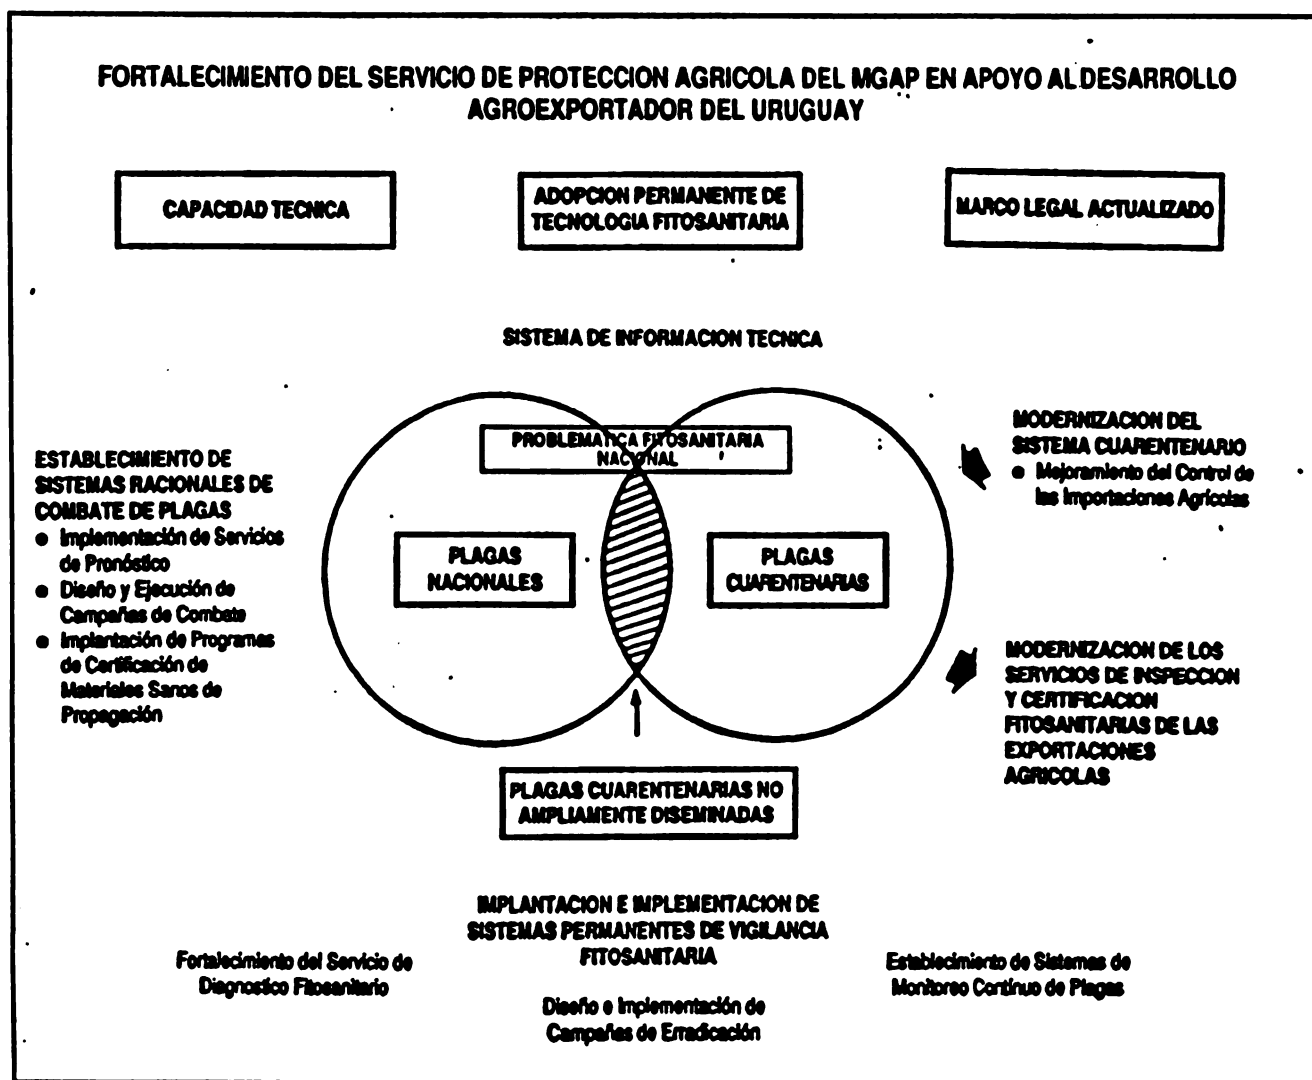 FORTALECIMIENTO DEL SERVICIO DE PROTECCION AGRICOLA DEL MGAP EN APOYO AL DESARROLLO
AGROEXPORTADOR DEL URUGUAY
CAPACIDAD TECNICA
ADOPCION PERMANENTE DE
TECNOLOGIA FITOSANITARIA
MARCO LEGAL ACTUALIZADO
SISTEMA DE INFORMACION TECNICA
PROBLEMATICA FITOSANITARIA
NACIONAL
ESTABLECIMIENTO DE
SISTEMAS RACIONALES DE
COMBATE DE PLAGAS
● Implementación de Servicios
de Pronóstico
● Diseño y Ejecución de
Campañas de Combate
● Implantación de Programas
de Certificación de
Materiales Sanos de
Propagación
PLAGAS
NACIONALES
PLAGAS
CUARENTENARIAS
MODERNIZACION DEL
SISTEMA CUARENTENARIO
● Mejoramiento del Control de
las Importaciones Agrícolas
MODERNIZACION DE LOS
SERVICIOS DE INSPECCION
Y CERTIFICACION
FITOSANITARIAS DE LAS
EXPORTACIONES
AGRICOLAS
PLAGAS CUARENTENARIAS NO
AMPLIAMENTE DISEMINADAS
IMPLANTACION E IMPLEMENTACION DE
SISTEMAS PERMANENTES DE VIGILANCIA
FITOSANITARIA
Fortalecimiento del Servicio de
Diagnostico Fitosanitario
Diseño e Implementación de
Campañas de Erradicación
Establecimiento de Sistemas de
Monitoreo Contínuo de Plagas